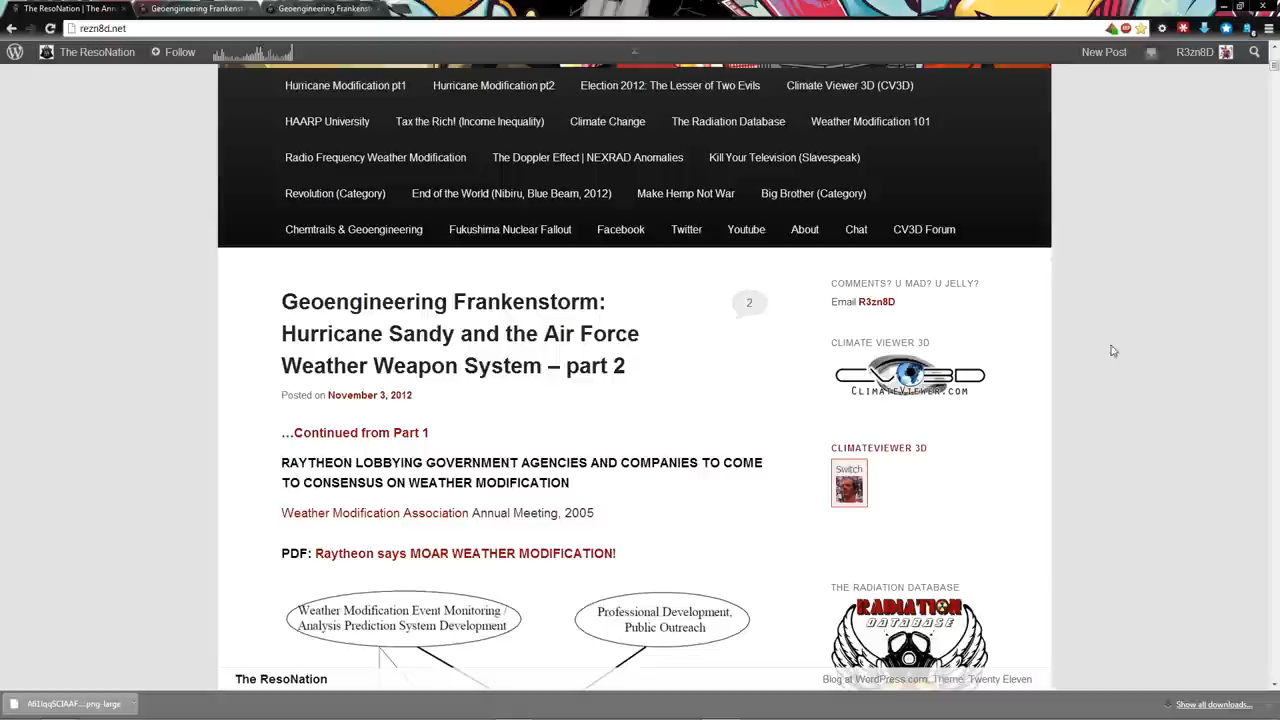 The ResoNation | The Ann
Geoengineering Frankenst
Geoengineering Frankenst
rezn8d.net
The ResoNation
Follow
New Post
R3zn8D
Hurricane Modification pt1
Hurricane Modification pt2
Election 2012: The Lesser of Two Evils
Climate Viewer 3D (CV3D)
HAARP University
Tax the Rich! (Income Inequality)
Climate Change
The Radiation Database
Weather Modification 101
Radio Frequency Weather Modification
The Doppler Effect | NEXRAD Anomalies
Kill Your Television (Slavespeak)
Revolution (Category)
End of the World (Nibiru, Blue Beam, 2012)
Make Hemp Not War
Big Brother (Category)
Chemtrails & Geoengineering
Fukushima Nuclear Fallout
Facebook
Twitter
Youtube
About
Chat
CV3D Forum
Geoengineering Frankenstorm:
Hurricane Sandy and the Air Force
Weather Weapon System – part 2
2
Posted on November 3, 2012
…Continued from Part 1
RAYTHEON LOBBYING GOVERNMENT AGENCIES AND COMPANIES TO COME
TO CONSENSUS ON WEATHER MODIFICATION
Weather Modification Association Annual Meeting, 2005
PDF: Raytheon says MOAR WEATHER MODIFICATION!
Weather Modification Event Monitoring /
Analysis Prediction System Development
Professional Development,
Public Outreach
COMMENTS? U MAD? U JELLY?
Email R3zn8D
CLIMATE VIEWER 3D
CV3D
CLIMATEVIEWER.COM
CLIMATEVIEWER 3D
Switch
THE RADIATION DATABASE
RADIATION
DATABASE
The ResoNation
Blog at WordPress.com. Theme: Twenty Eleven
Show all downloads...